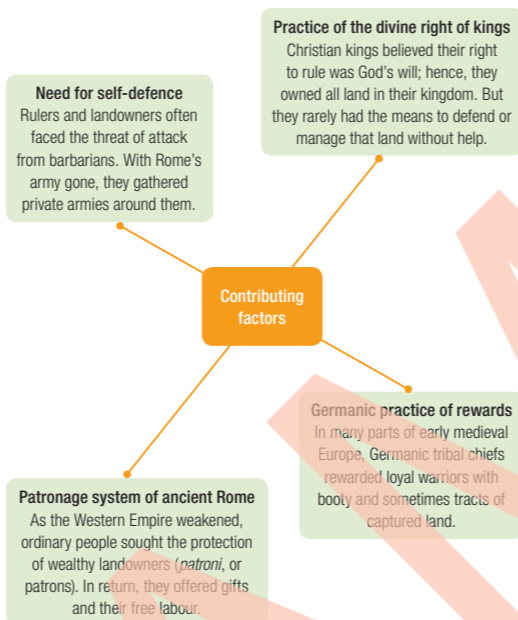 Practice of the divine right of kings
Christian kings believed their right
to rule was God's will; hence, they
owned all land in their kingdom. But
they rarely had the means to defend or
manage that land without help.
Need for self-defence
Rulers and landowners often
faced the threat of attack
from barbarians. With Rome's
army gone, they gathered
private armies around them.
Contributing
factors
Germanic practice of rewards
In many parts of early medieval
Europe, Germanic tribal chiefs
rewarded loyal warriors with
booty and sometimes tracts of
captured land.
Patronage system of ancient Rome
As the Western Empire weakened,
ordinary people sought the protection
of wealthy landowners (patroni, or
patrons). In return, they offered gifts
and their free labour.